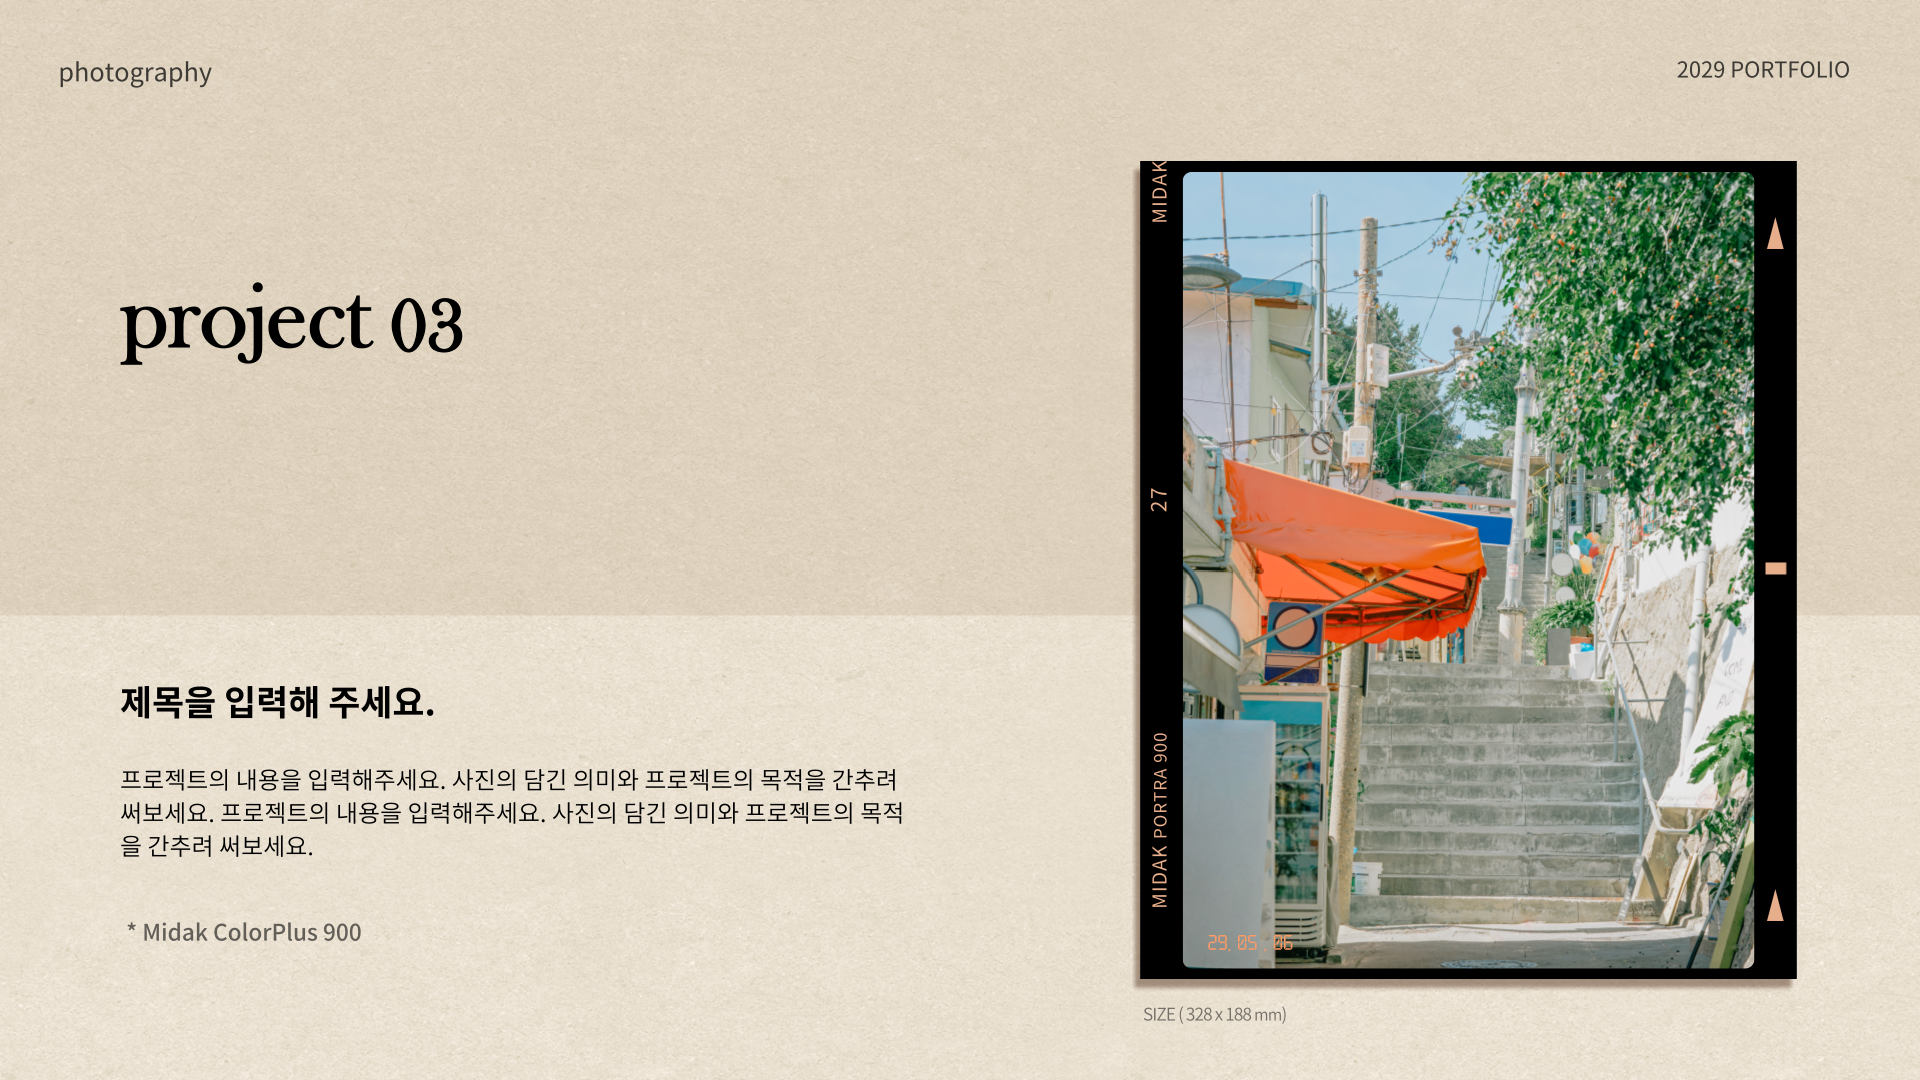 photography
2029 PORTFOLIO
project 03
제목을 입력해 주세요.
프로젝트의 내용을 입력해주세요. 사진의 담긴 의미와 프로젝트의 목적을 간추려
써보세요. 프로젝트의 내용을 입력해주세요. 사진의 담긴 의미와 프로젝트의 목적
을 간추려 써보세요.
* Midak ColorPlus 900
MIDAK
27
MIDAK PORTRA 900
29. 05 . 06
SIZE ( 328 x 188 mm)